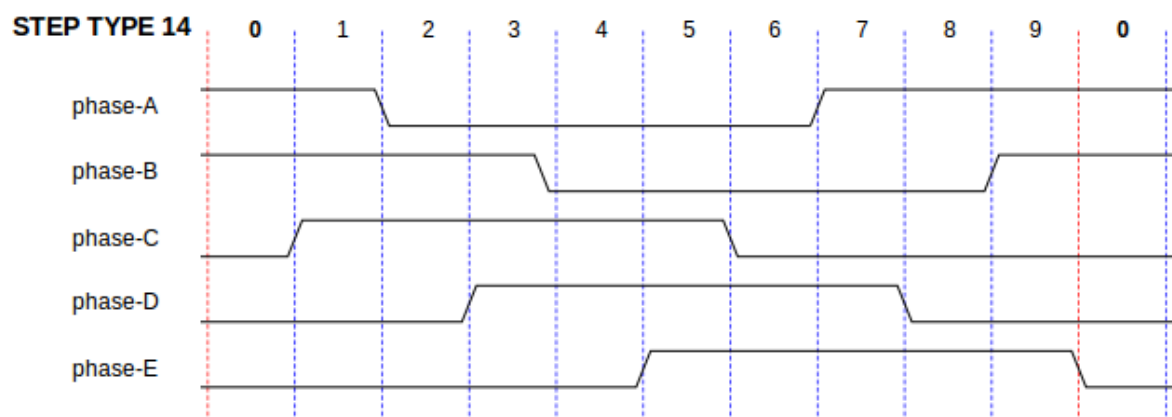 STEP TYPE 14 0 1 2 3 4 5 6 7 8 9 0
phase-A
phase-B
phase-C
phase-D
phase-E